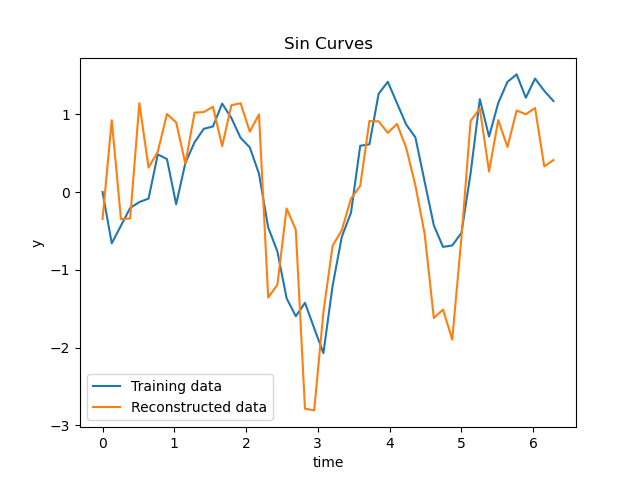 Sin Curves
y
1
0
−1
−2
−3
Training data
Reconstructed data
0 1 2 3 4 5 6
time